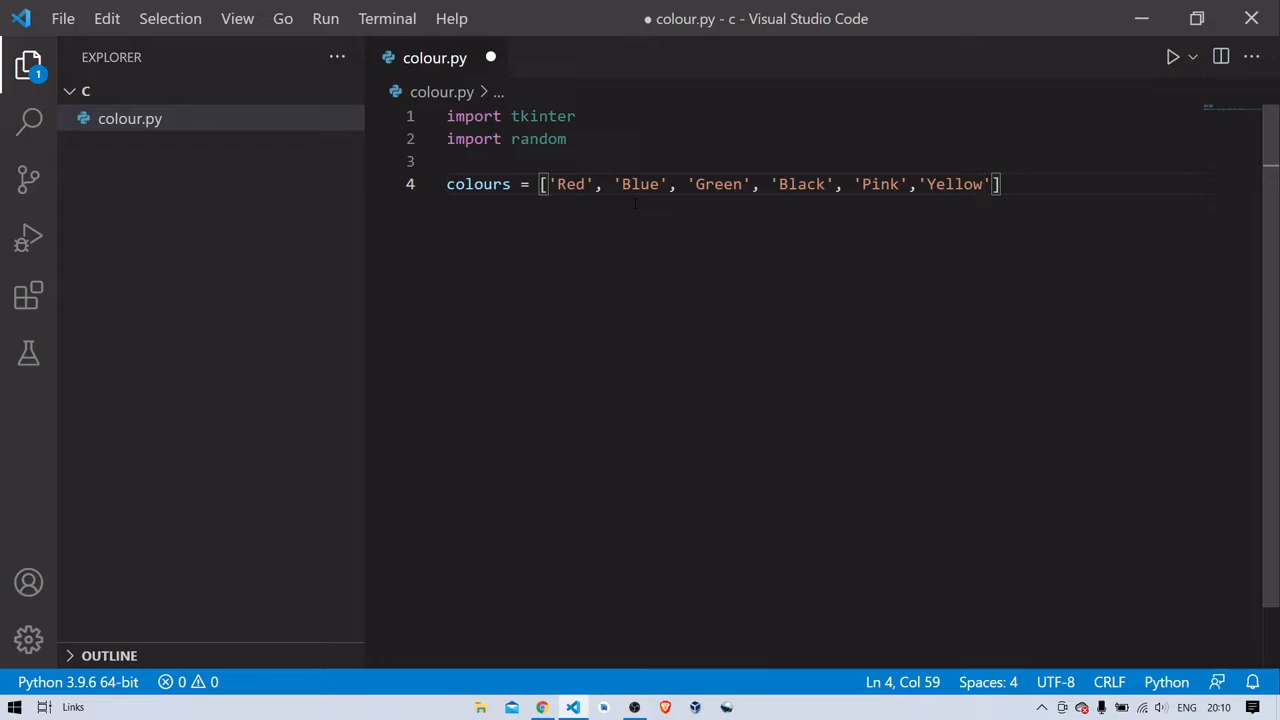 File Edit Selection View Go Run Terminal Help ● colour.py - c - Visual Studio Code
EXPLORER
1
C
colour.py
colour.py
colour.py > ...
1 import tkinter
2 import random
3
4 colours = ['Red', 'Blue', 'Green', 'Black', 'Pink','Yellow']
OUTLINE
Python 3.9.6 64-bit 0 0 Ln 4, Col 59 Spaces: 4 UTF-8 CRLF Python
Links ENG 20:10